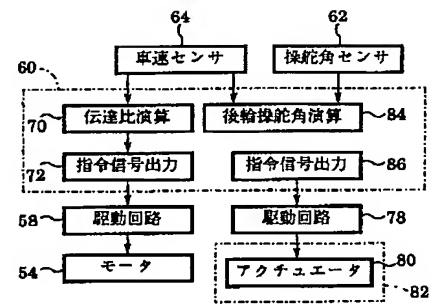 64 62
60 車速センサ 操舵角センサ
70 伝達比演算 後輪操舵角演算 84
72 指令信号出力 指令信号出力 86
58 駆動回路 駆動回路 78
54 モータ アクチュエータ 80
82